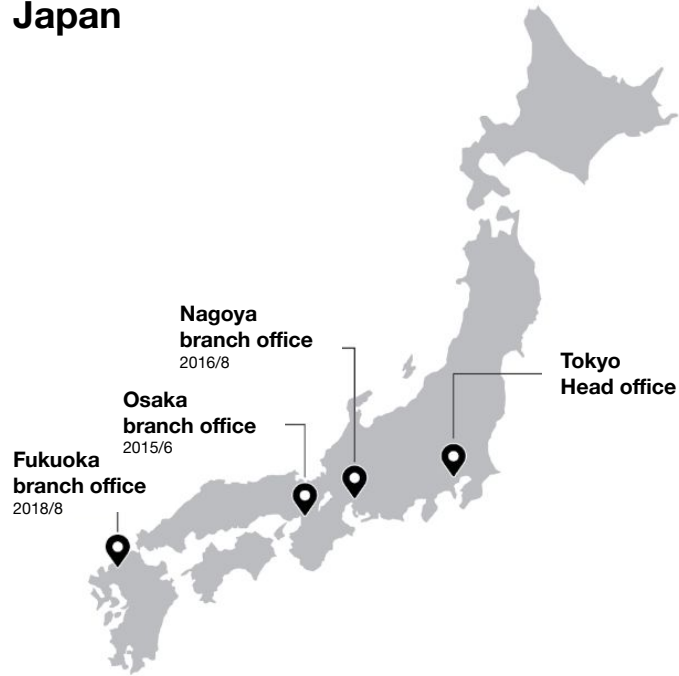 Japan
Nagoya
branch office
2016/8
Tokyo
Head office
Osaka
branch office
2015/6
Fukuoka
branch office
2018/8